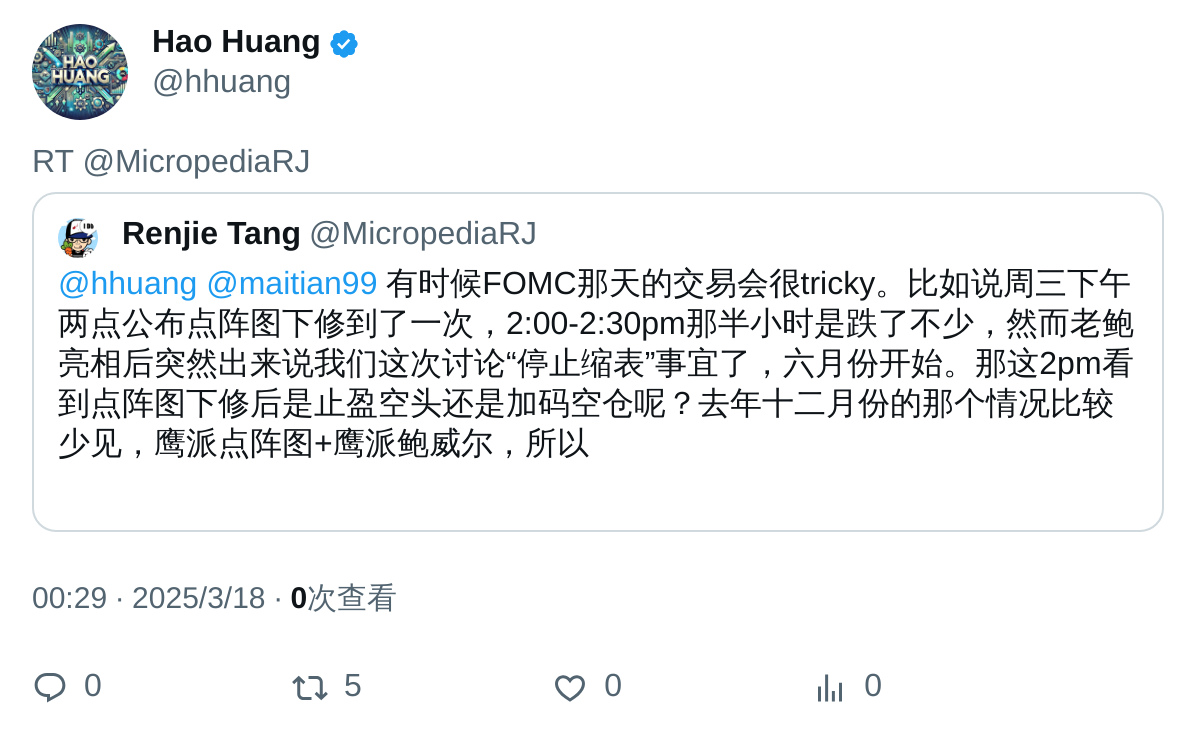 HAO
HUANG
Hao Huang
@hhuang
RT @MicropediaRJ
Renjie Tang @MicropediaRJ
@hhuang @maitian99 有时候FOMC那天的交易会很tricky。比如说周三下午
两点公布点阵图下修到了一次，2:00-2:30pm那半小时是跌了不少，然而老鲍
亮相后突然出来说我们这次讨论“停止缩表”事宜了，六月份开始。那这2pm看
到点阵图下修后是止盈空头还是加码空仓呢？去年十二月份的那个情况比较
少见，鹰派点阵图+鹰派鲍威尔，所以
00:29 · 2025/3/18 · 0次查看
0 5 0 0